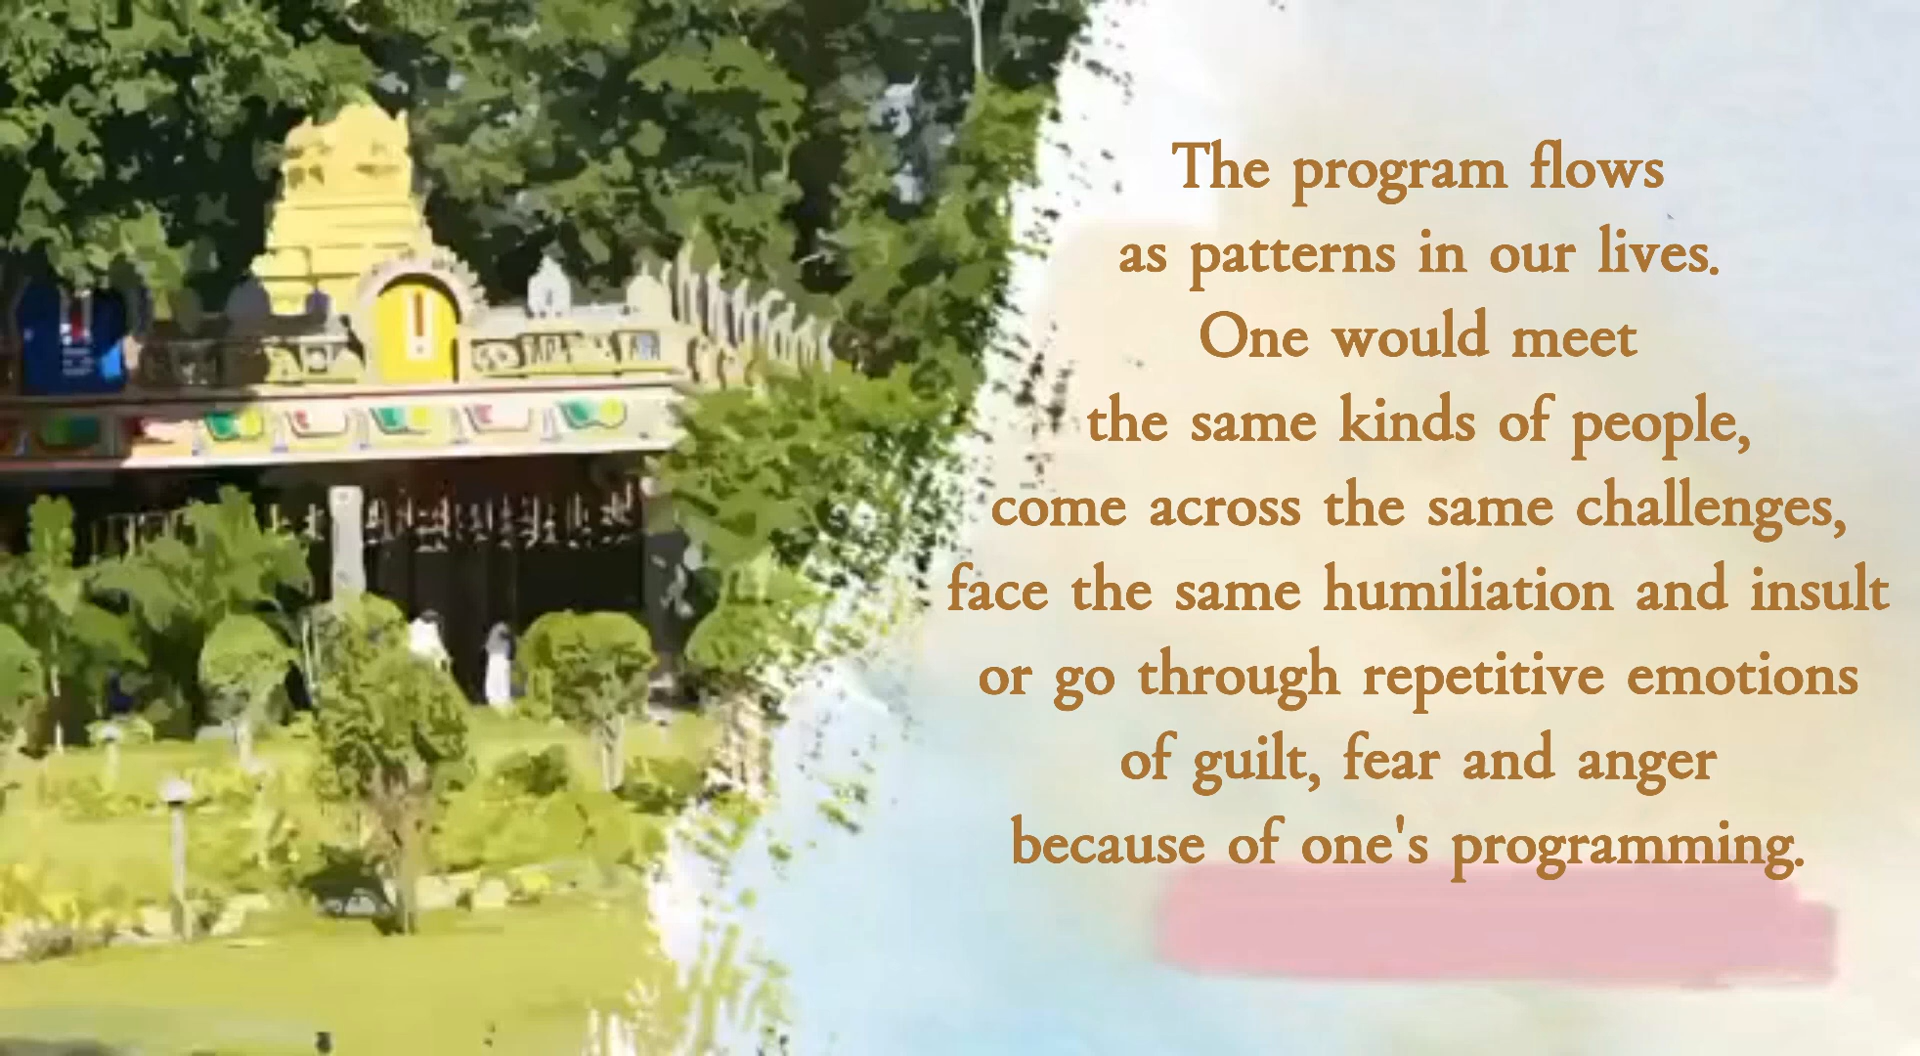 The program flows
as patterns in our lives.
One would meet
the same kinds of people,
come across the same challenges,
face the same humiliation and insult
or go through repetitive emotions
of guilt, fear and anger
because of one's programming.